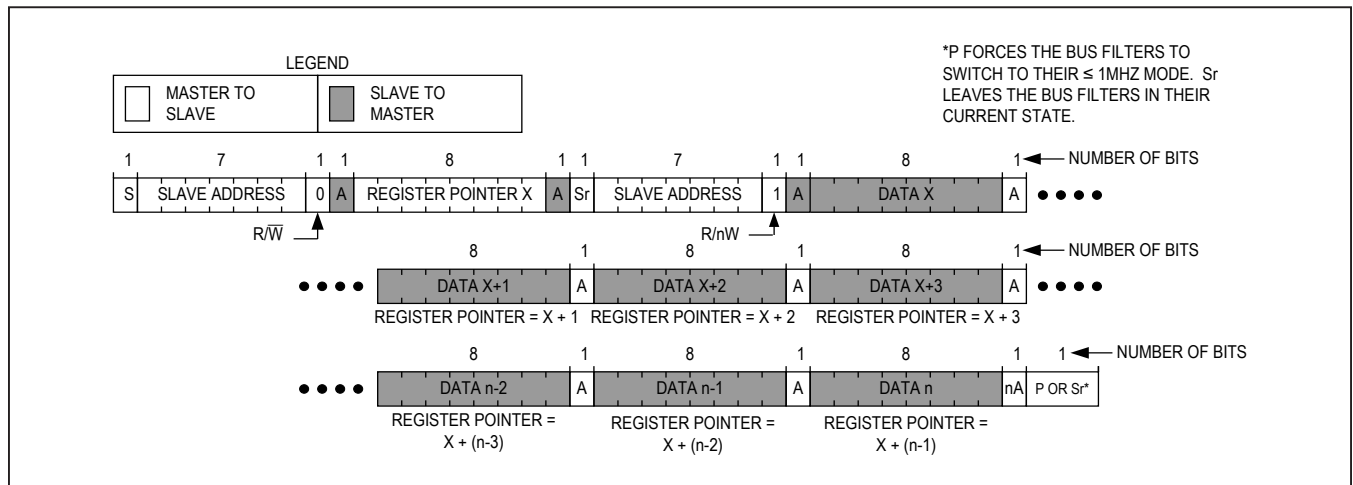 LEGEND
MASTER TO
SLAVE
SLAVE TO
MASTER
*P FORCES THE BUS FILTERS TO
SWITCH TO THEIR ≤ 1MHZ MODE. Sr
LEAVES THE BUS FILTERS IN THEIR
CURRENT STATE.
1 7 1 1 8 1 1 7 1 1 8 1 NUMBER OF BITS
S SLAVE ADDRESS 0 A REGISTER POINTER X A Sr SLAVE ADDRESS 1 A DATA X A
R/W̅ R/nW
8 1 8 1 8 1 NUMBER OF BITS
DATA X+1 A DATA X+2 A DATA X+3 A
REGISTER POINTER = X + 1 REGISTER POINTER = X + 2 REGISTER POINTER = X + 3
8 1 8 1 8 1 1 NUMBER OF BITS
DATA n-2 A DATA n-1 A DATA n nA P OR Sr*
REGISTER POINTER =
X + (n-3)
REGISTER POINTER =
X + (n-2)
REGISTER POINTER =
X + (n-1)